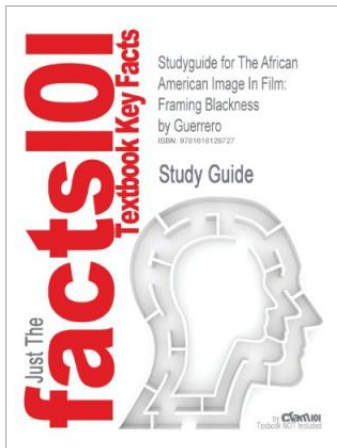 Just The
facts101
Textbook Key Facts
Studyguide for The African
American Image In Film:
Framing Blackness
by Guerrero
ISBN: 9781618129727
Study Guide
by CRAM101
Textbook NOT Included